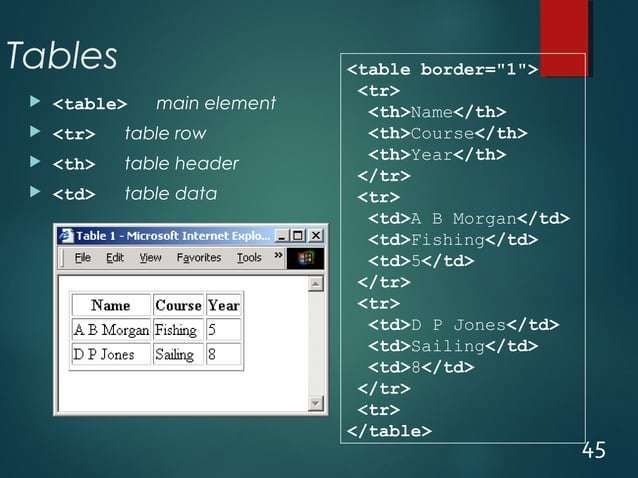 Tables
<table> main element
<tr> table row
<th> table header
<td> table data
Table 1 - Microsoft Internet Explo...
File Edit View Favorites Tools »
Name Course Year
A B Morgan Fishing 5
D P Jones Sailing 8
<table border="1">
<tr>
<th>Name</th>
<th>Course</th>
<th>Year</th>
</tr>
<tr>
<td>A B Morgan</td>
<td>Fishing</td>
<td>5</td>
</tr>
<tr>
<td>D P Jones</td>
<td>Sailing</td>
<td>8</td>
</tr>
<tr>
</table>
45